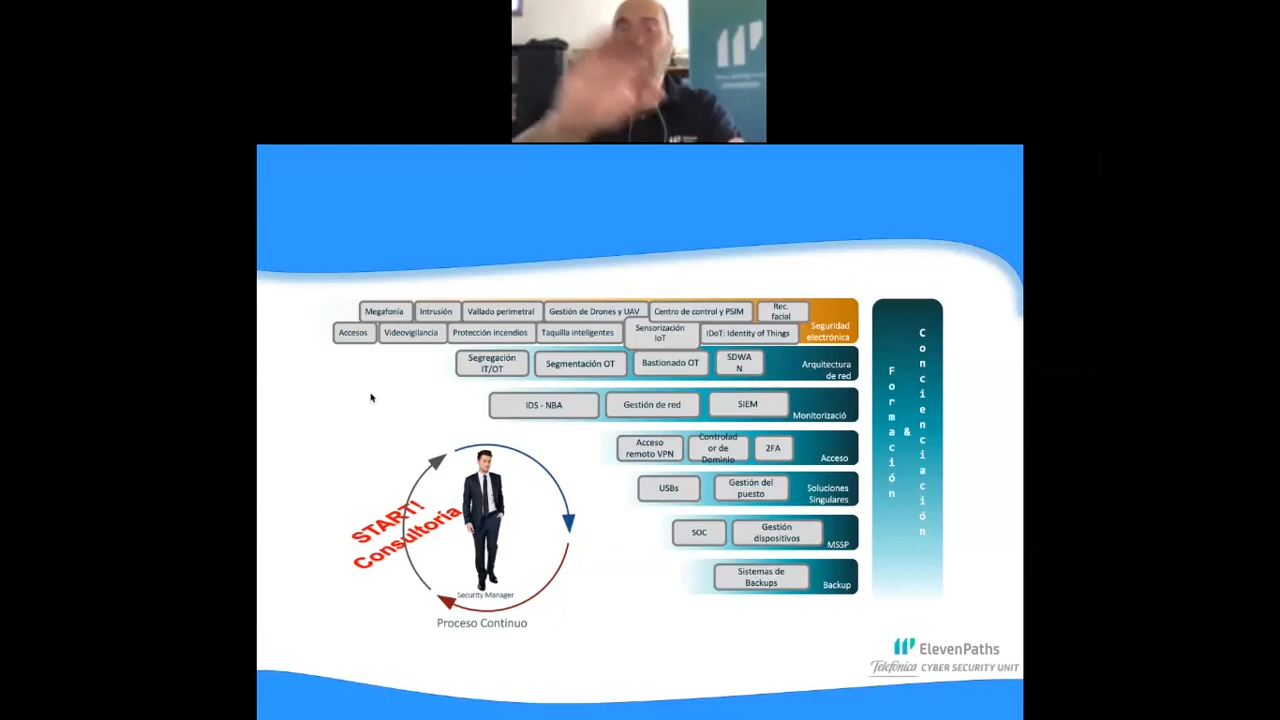 Megafonía
Intrusión
Vallado perimetral
Gestión de Drones y UAV
Centro de control y PSIM
Rec.
facial
Accesos
Videovigilancia
Protección incendios
Taquilla inteligentes
Sensorización
IoT
IDoT: Identity of Things
Seguridad
electrónica
Segregación
IT/OT
Segmentación OT
Bastionado OT
SDWA
N
Arquitectura
de red
IDS - NBA
Gestión de red
SIEM
Monitorizació
Acceso
remoto VPN
Controlad
or de
Dominio
2FA
Acceso
USBs
Gestión del
puesto
Soluciones
Singulares
SOC
Gestión
dispositivos
MSSP
Sistemas de
Backups
Backup
Formación
&
Concienciación
START!
Consultoría
Security Manager
Proceso Continuo
ElevenPaths
Telefónica CYBER SECURITY UNIT